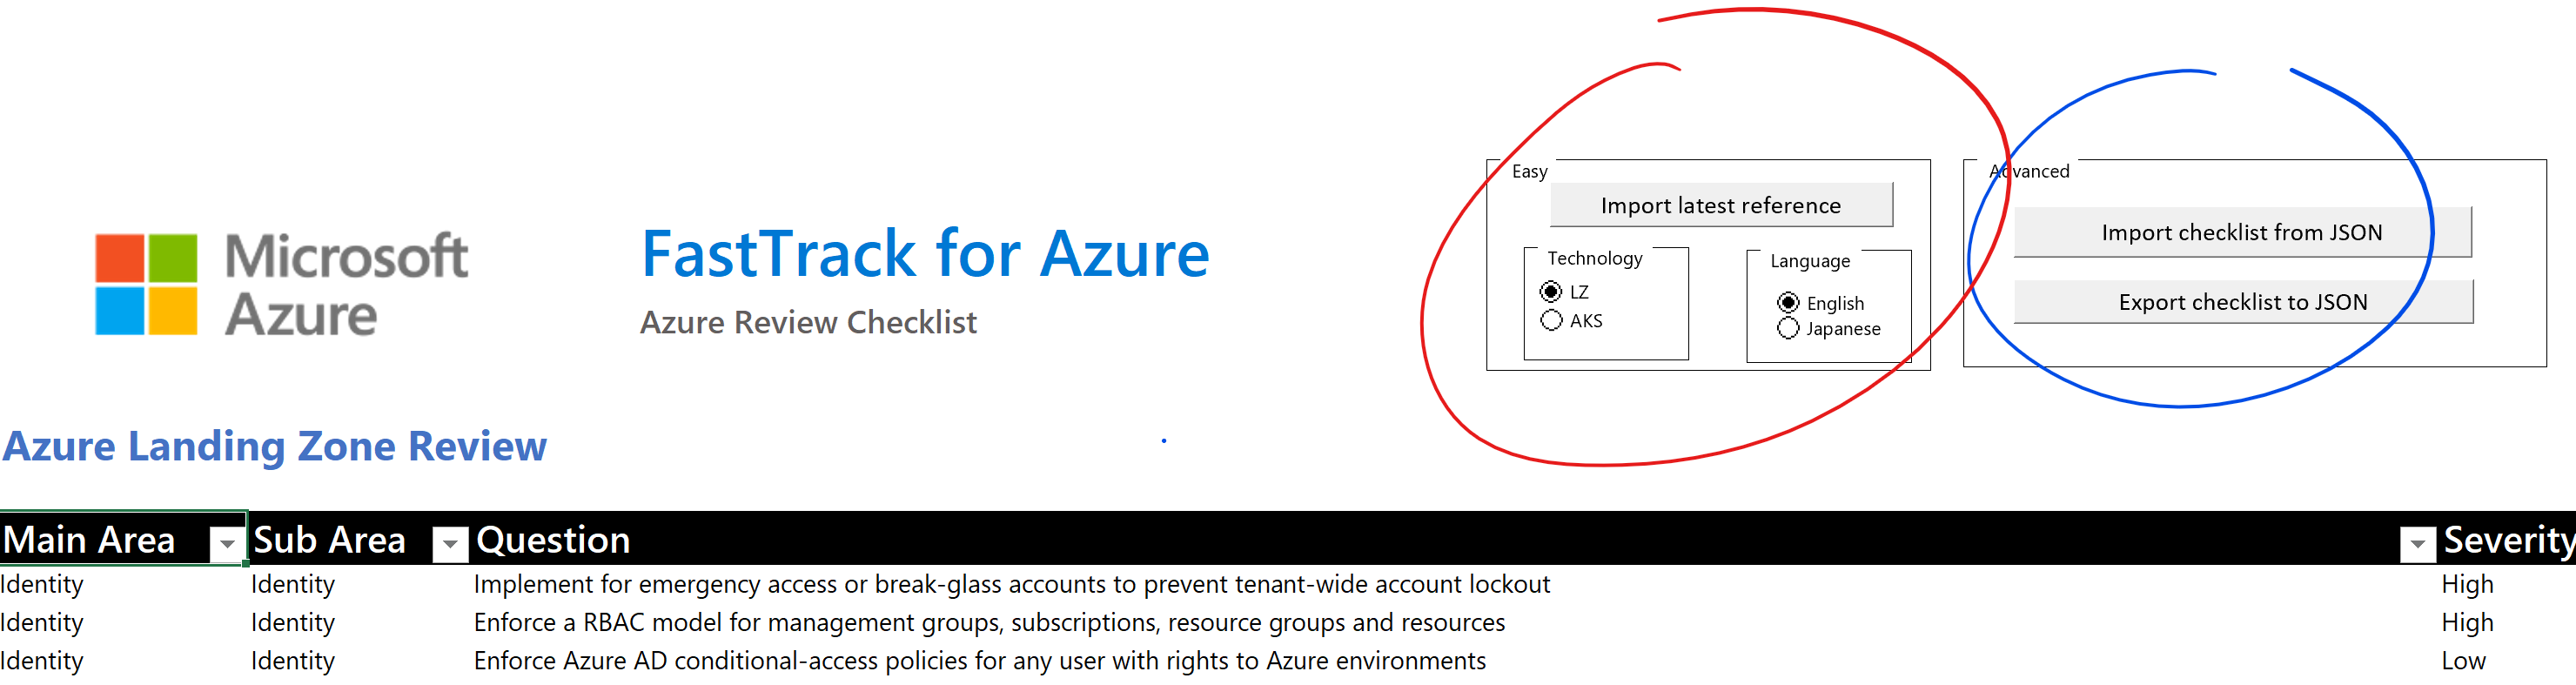 Microsoft
Azure
FastTrack for Azure
Azure Review Checklist
Easy
Import latest reference
Technology
LZ
AKS
Language
English
Japanese
Advanced
Import checklist from JSON
Export checklist to JSON
Azure Landing Zone Review
Main Area Sub Area Question Severity
Identity Identity Implement for emergency access or break-glass accounts to prevent tenant-wide account lockout High
Identity Identity Enforce a RBAC model for management groups, subscriptions, resource groups and resources High
Identity Identity Enforce Azure AD conditional-access policies for any user with rights to Azure environments Low